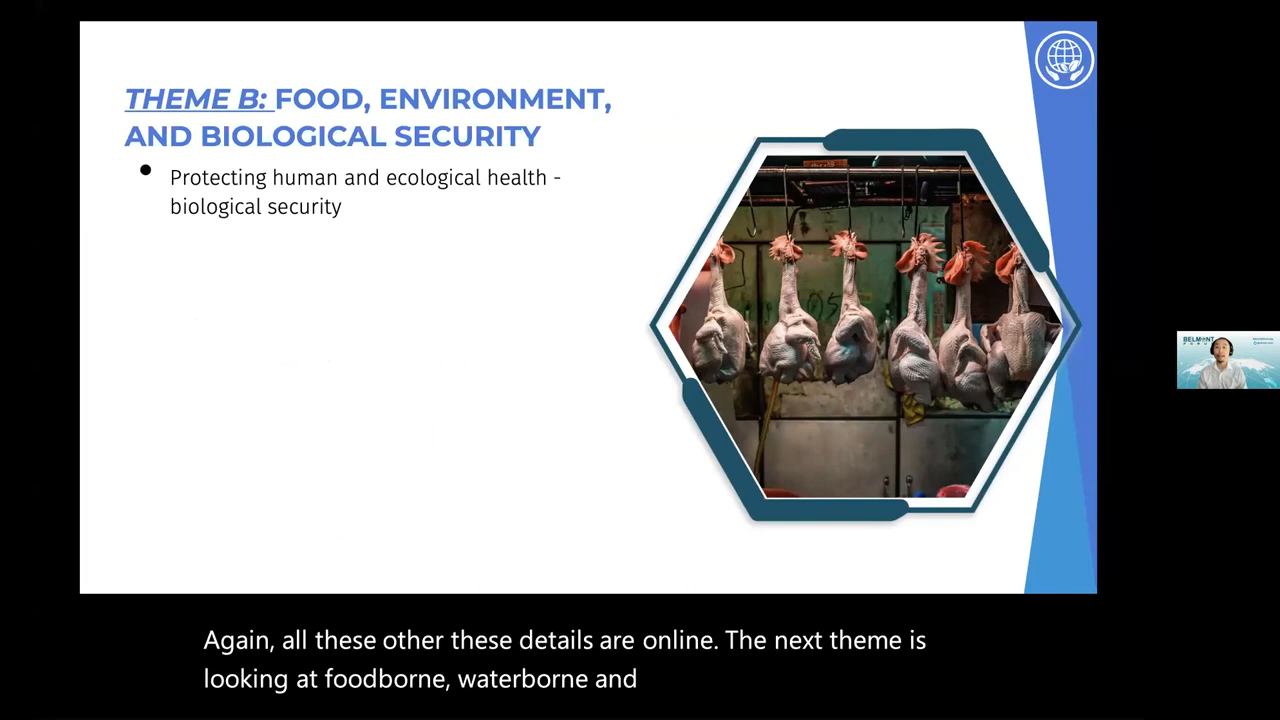 THEME B: FOOD, ENVIRONMENT,
AND BIOLOGICAL SECURITY
Protecting human and ecological health -
biological security
BELMONT
Again, all these other these details are online. The next theme is
looking at foodborne, waterborne and